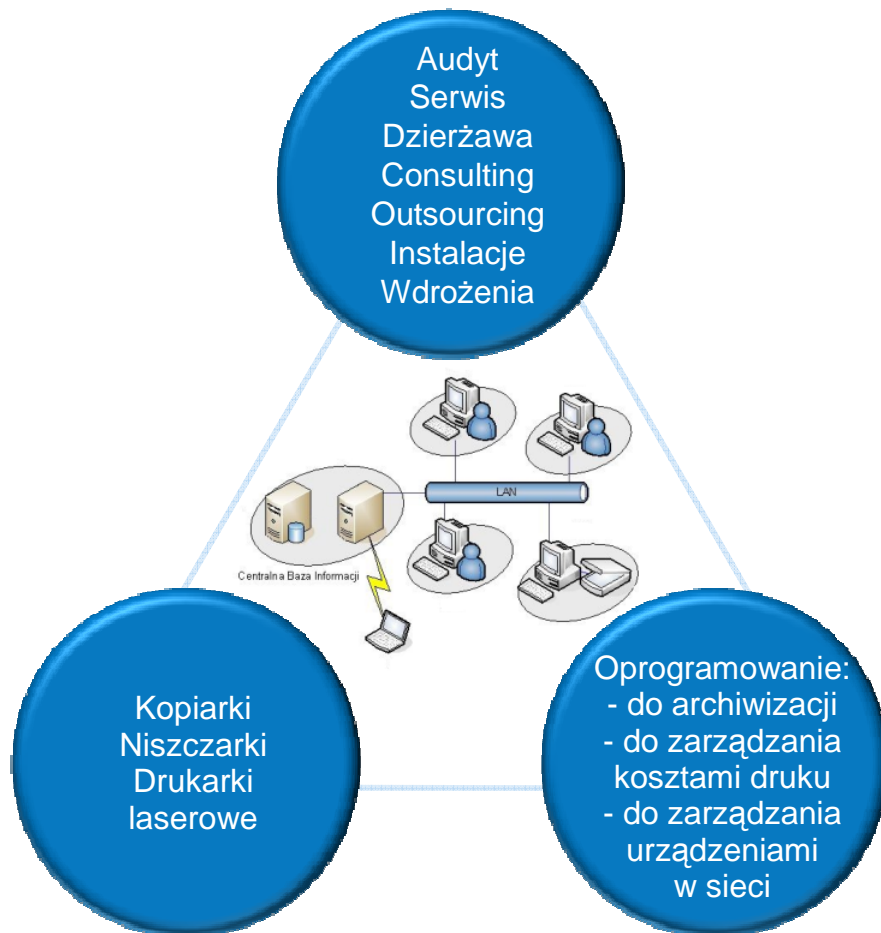 Audyt
Serwis
Dzierżawa
Consulting
Outsourcing
Instalacje
Wdrożenia
LAN
Centralna Baza Informacji
Kopiarki
Niszczarki
Drukarki
laserowe
Oprogramowanie:
- do archiwizacji
- do zarządzania
kosztami druku
- do zarządzania
urządzeniami
w sieci